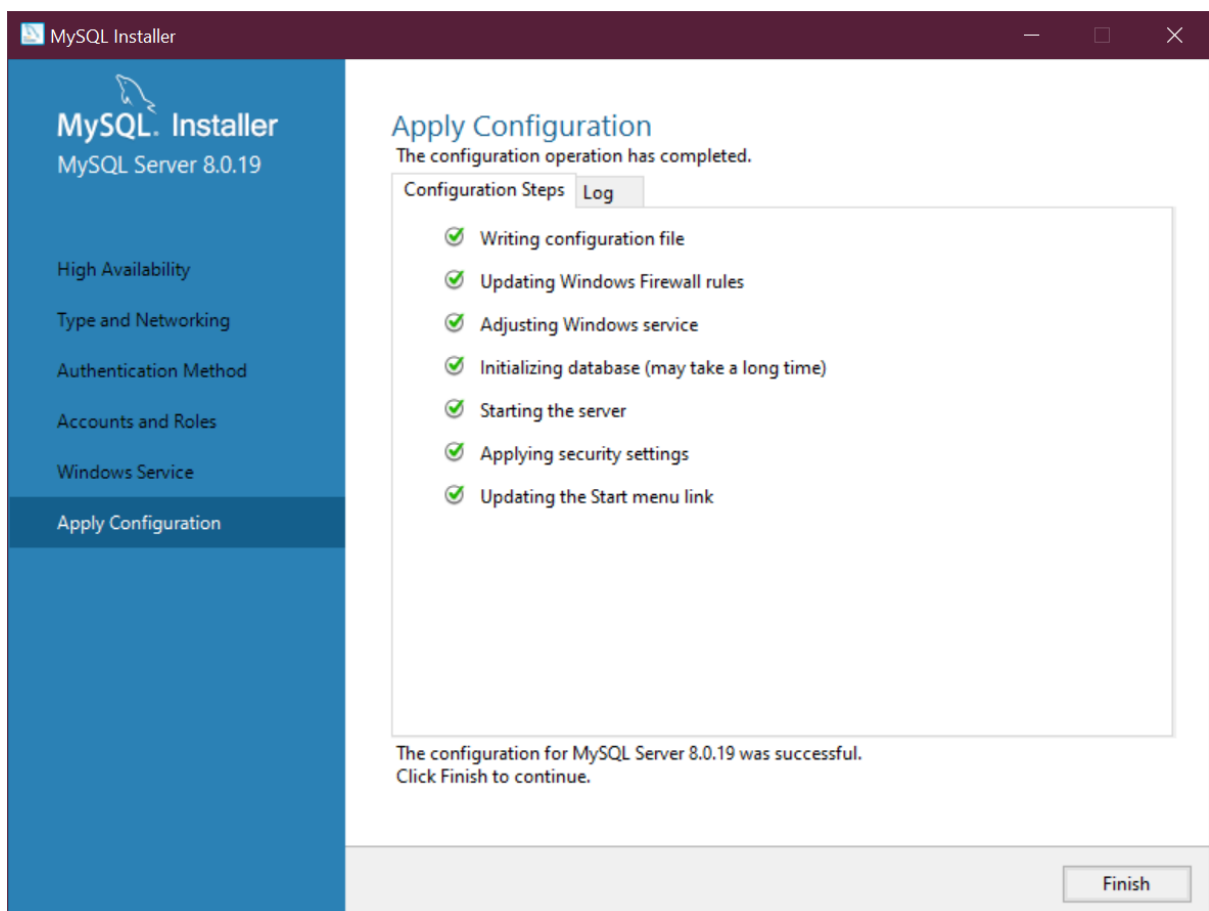 MySQL Installer
MySQL. Installer
MySQL Server 8.0.19
High Availability
Type and Networking
Authentication Method
Accounts and Roles
Windows Service
Apply Configuration
Apply Configuration
The configuration operation has completed.
Configuration Steps
Log
Writing configuration file
Updating Windows Firewall rules
Adjusting Windows service
Initializing database (may take a long time)
Starting the server
Applying security settings
Updating the Start menu link
The configuration for MySQL Server 8.0.19 was successful.
Click Finish to continue.
Finish